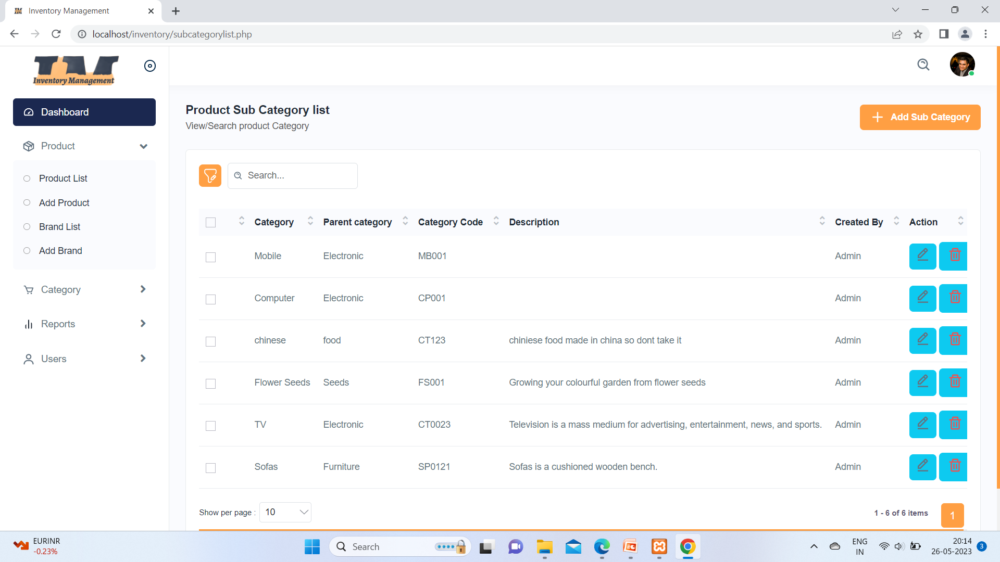 Inventory Management
localhost/inventory/subcategorylist.php
IM
Inventory Management
Dashboard
Product
Product List
Add Product
Brand List
Add Brand
Category
Reports
Users
Product Sub Category list
View/Search product Category
Add Sub Category
Search...
Category Parent category Category Code Description Created By Action
Mobile Electronic MB001 Admin
Computer Electronic CP001 Admin
chinese food CT123 chiniese food made in china so dont take it Admin
Flower Seeds Seeds FS001 Growing your colourful garden from flower seeds Admin
TV Electronic CT0023 Television is a mass medium for advertising, entertainment, news, and sports. Admin
Sofas Furniture SP0121 Sofas is a cushioned wooden bench. Admin
Show per page : 10
1 - 6 of 6 items 1
EURINR
-0.23%
Search
ENG
IN
20:14
26-05-2023
3